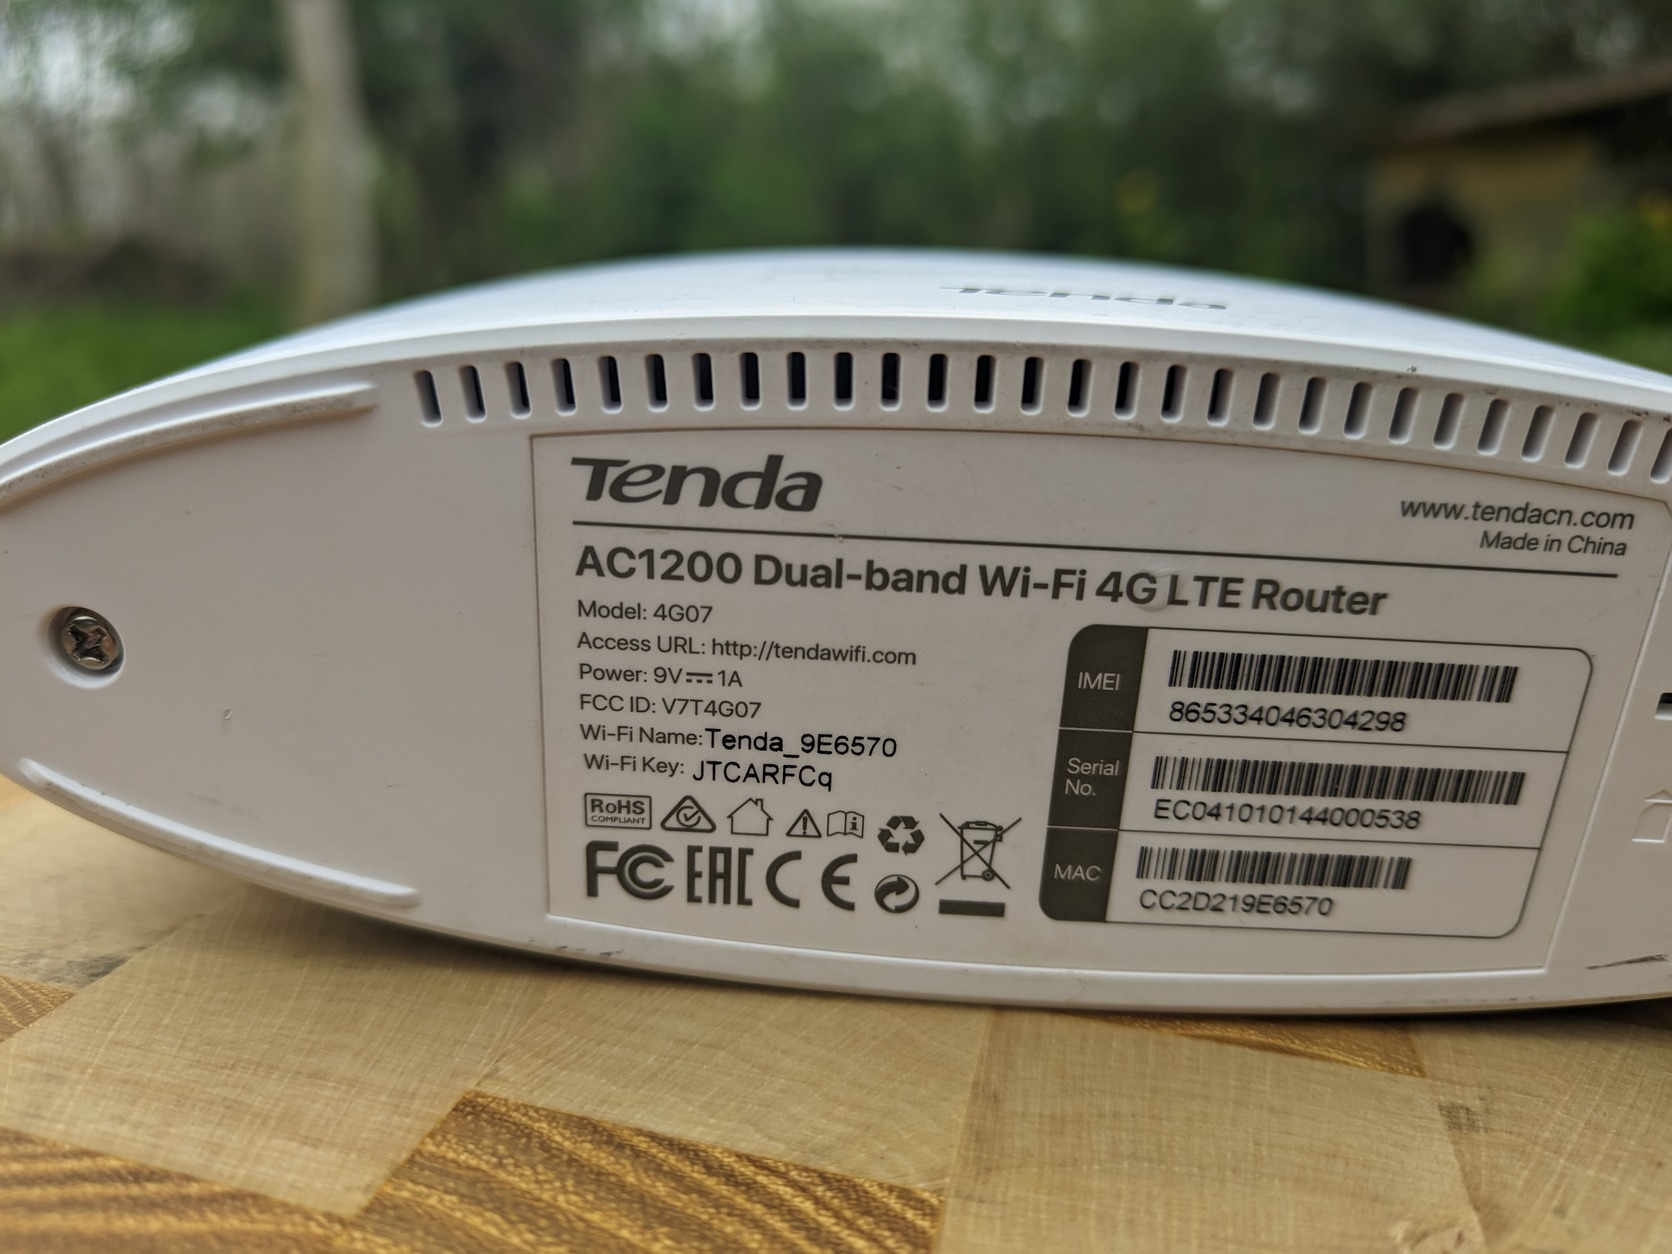 Tenda
Tenda
www.tendacn.com
Made in China
AC1200 Dual-band Wi-Fi 4G LTE Router
Model: 4G07
Access URL: http://tendawifi.com
Power: 9V⎓1A
FCC ID: V7T4G07
Wi-Fi Name:Tenda_9E6570
Wi-Fi Key: JTCARFCq
RoHS
COMPLIANT
FC EAC CE
IMEI
865334046304298
Serial
No.
EC041010144000538
MAC
CC2D219E6570